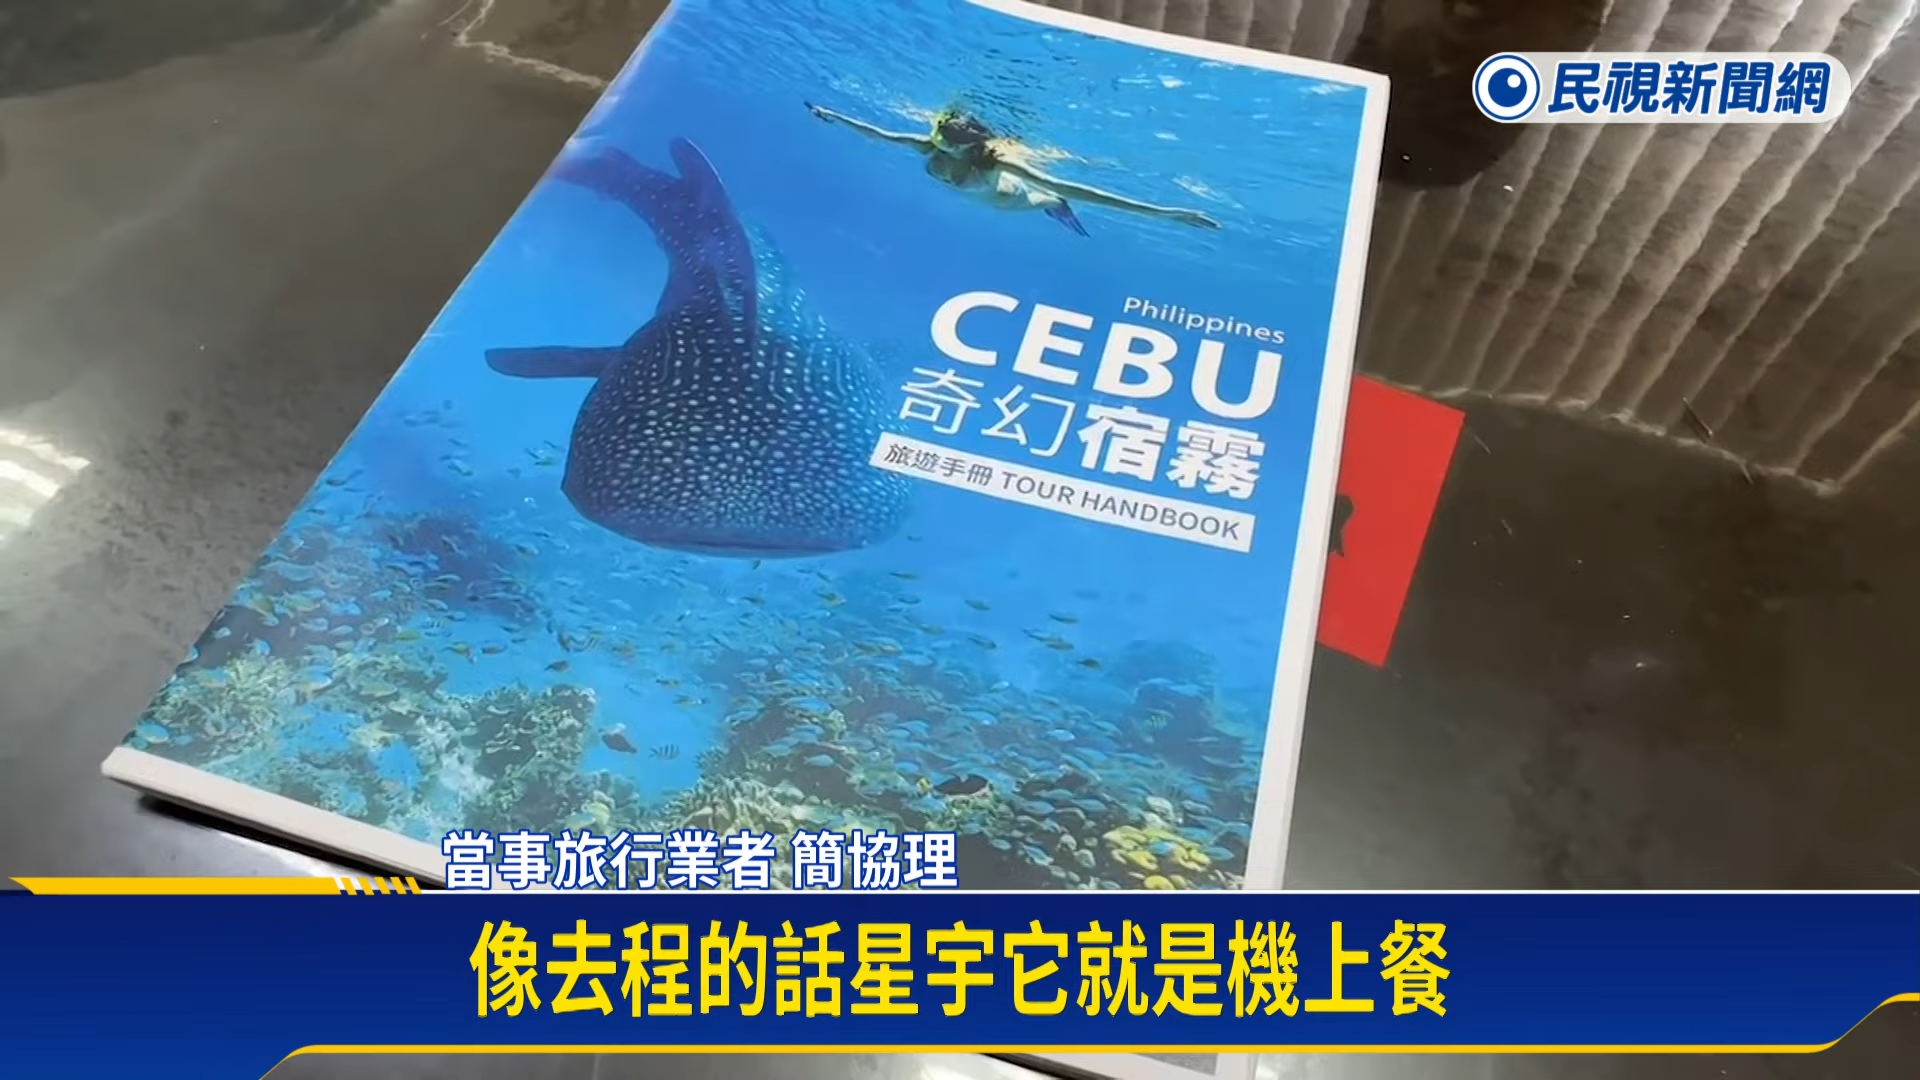 民視新聞網
Philippines
CEBU
奇幻宿霧
旅遊手冊 TOUR HANDBOOK
當事旅行業者 簡協理
像去程的話星宇它就是機上餐